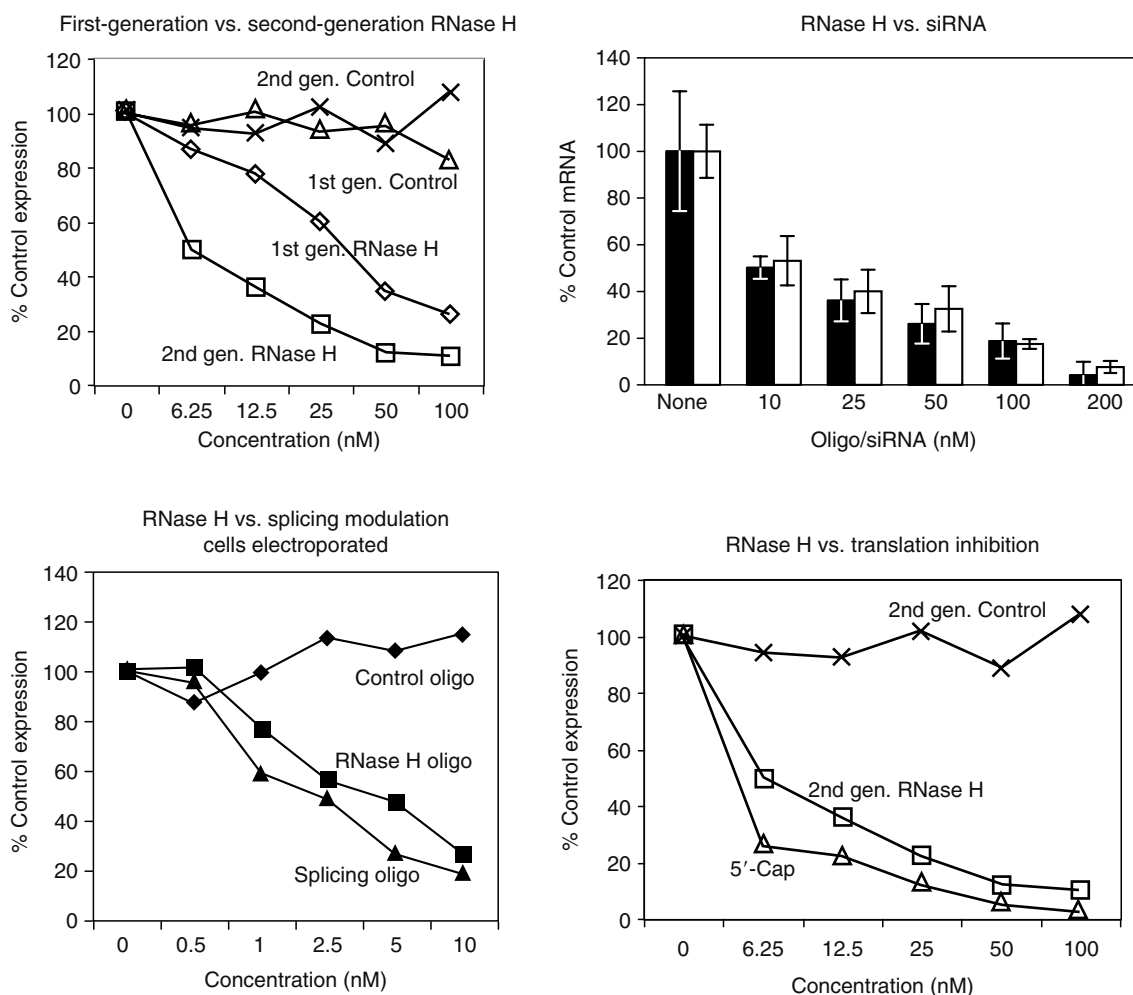 First-generation vs. second-generation RNase H
% Control expression
120
100
80
60
40
20
0
2nd gen. Control
1st gen. Control
1st gen. RNase H
2nd gen. RNase H
0 6.25 12.5 25 50 100
Concentration (nM)
RNase H vs. siRNA
% Control mRNA
140
120
100
80
60
40
20
0
None 10 25 50 100 200
Oligo/siRNA (nM)
RNase H vs. splicing modulation
cells electroporated
% Control expression
140
120
100
80
60
40
20
0
Control oligo
RNase H oligo
Splicing oligo
0 0.5 1 2.5 5 10
Concentration (nM)
RNase H vs. translation inhibition
% Control expression
120
100
80
60
40
20
0
2nd gen. Control
2nd gen. RNase H
5′-Cap
0 6.25 12.5 25 50 100
Concentration (nM)